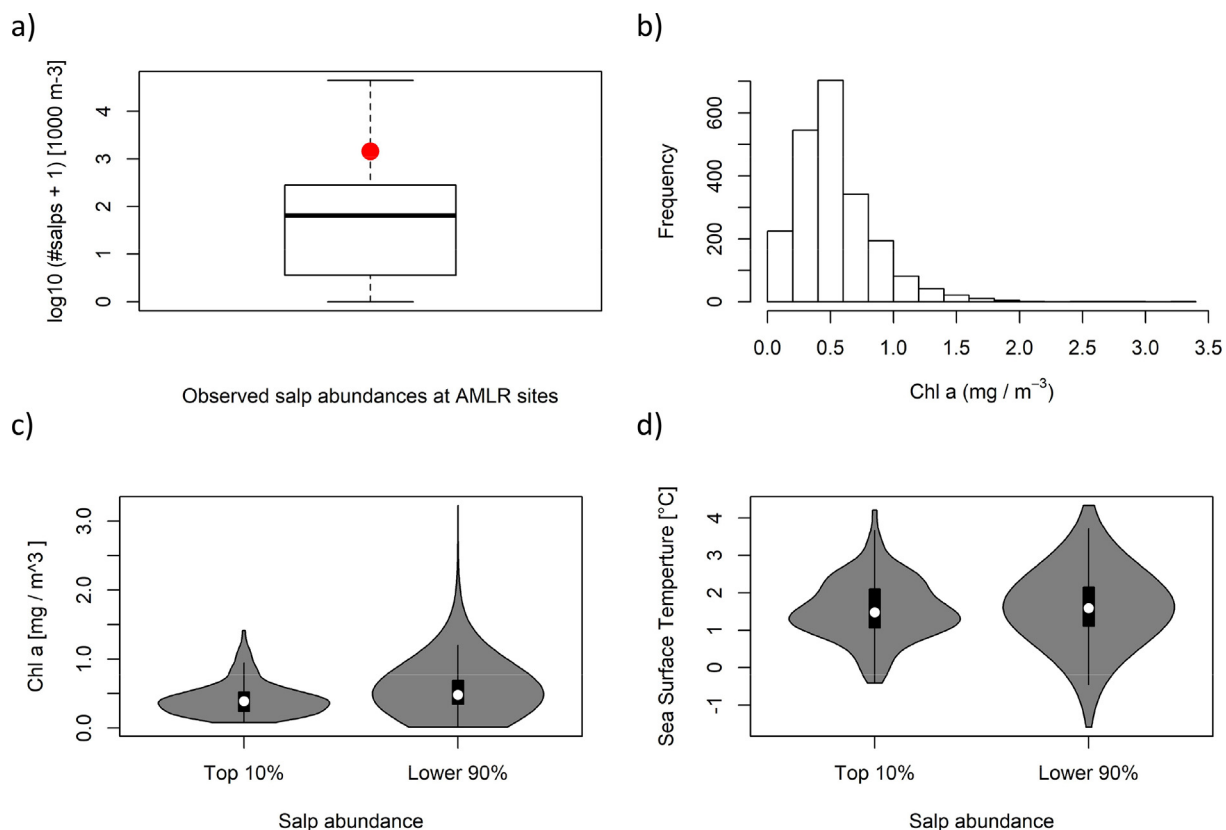 a)
log10 (#salps + 1) [1000 m-3]
0 1 2 3 4
Observed salp abundances at AMLR sites
b)
Frequency
0 200 400 600
0.0 0.5 1.0 1.5 2.0 2.5 3.0 3.5
Chl a (mg / m⁻³)
c)
Chl a [mg / m^3 ]
0.0 1.0 2.0 3.0
Top 10% Lower 90%
Salp abundance
d)
Sea Surface Temperture [°C]
-1 0 1 2 3 4
Top 10% Lower 90%
Salp abundance